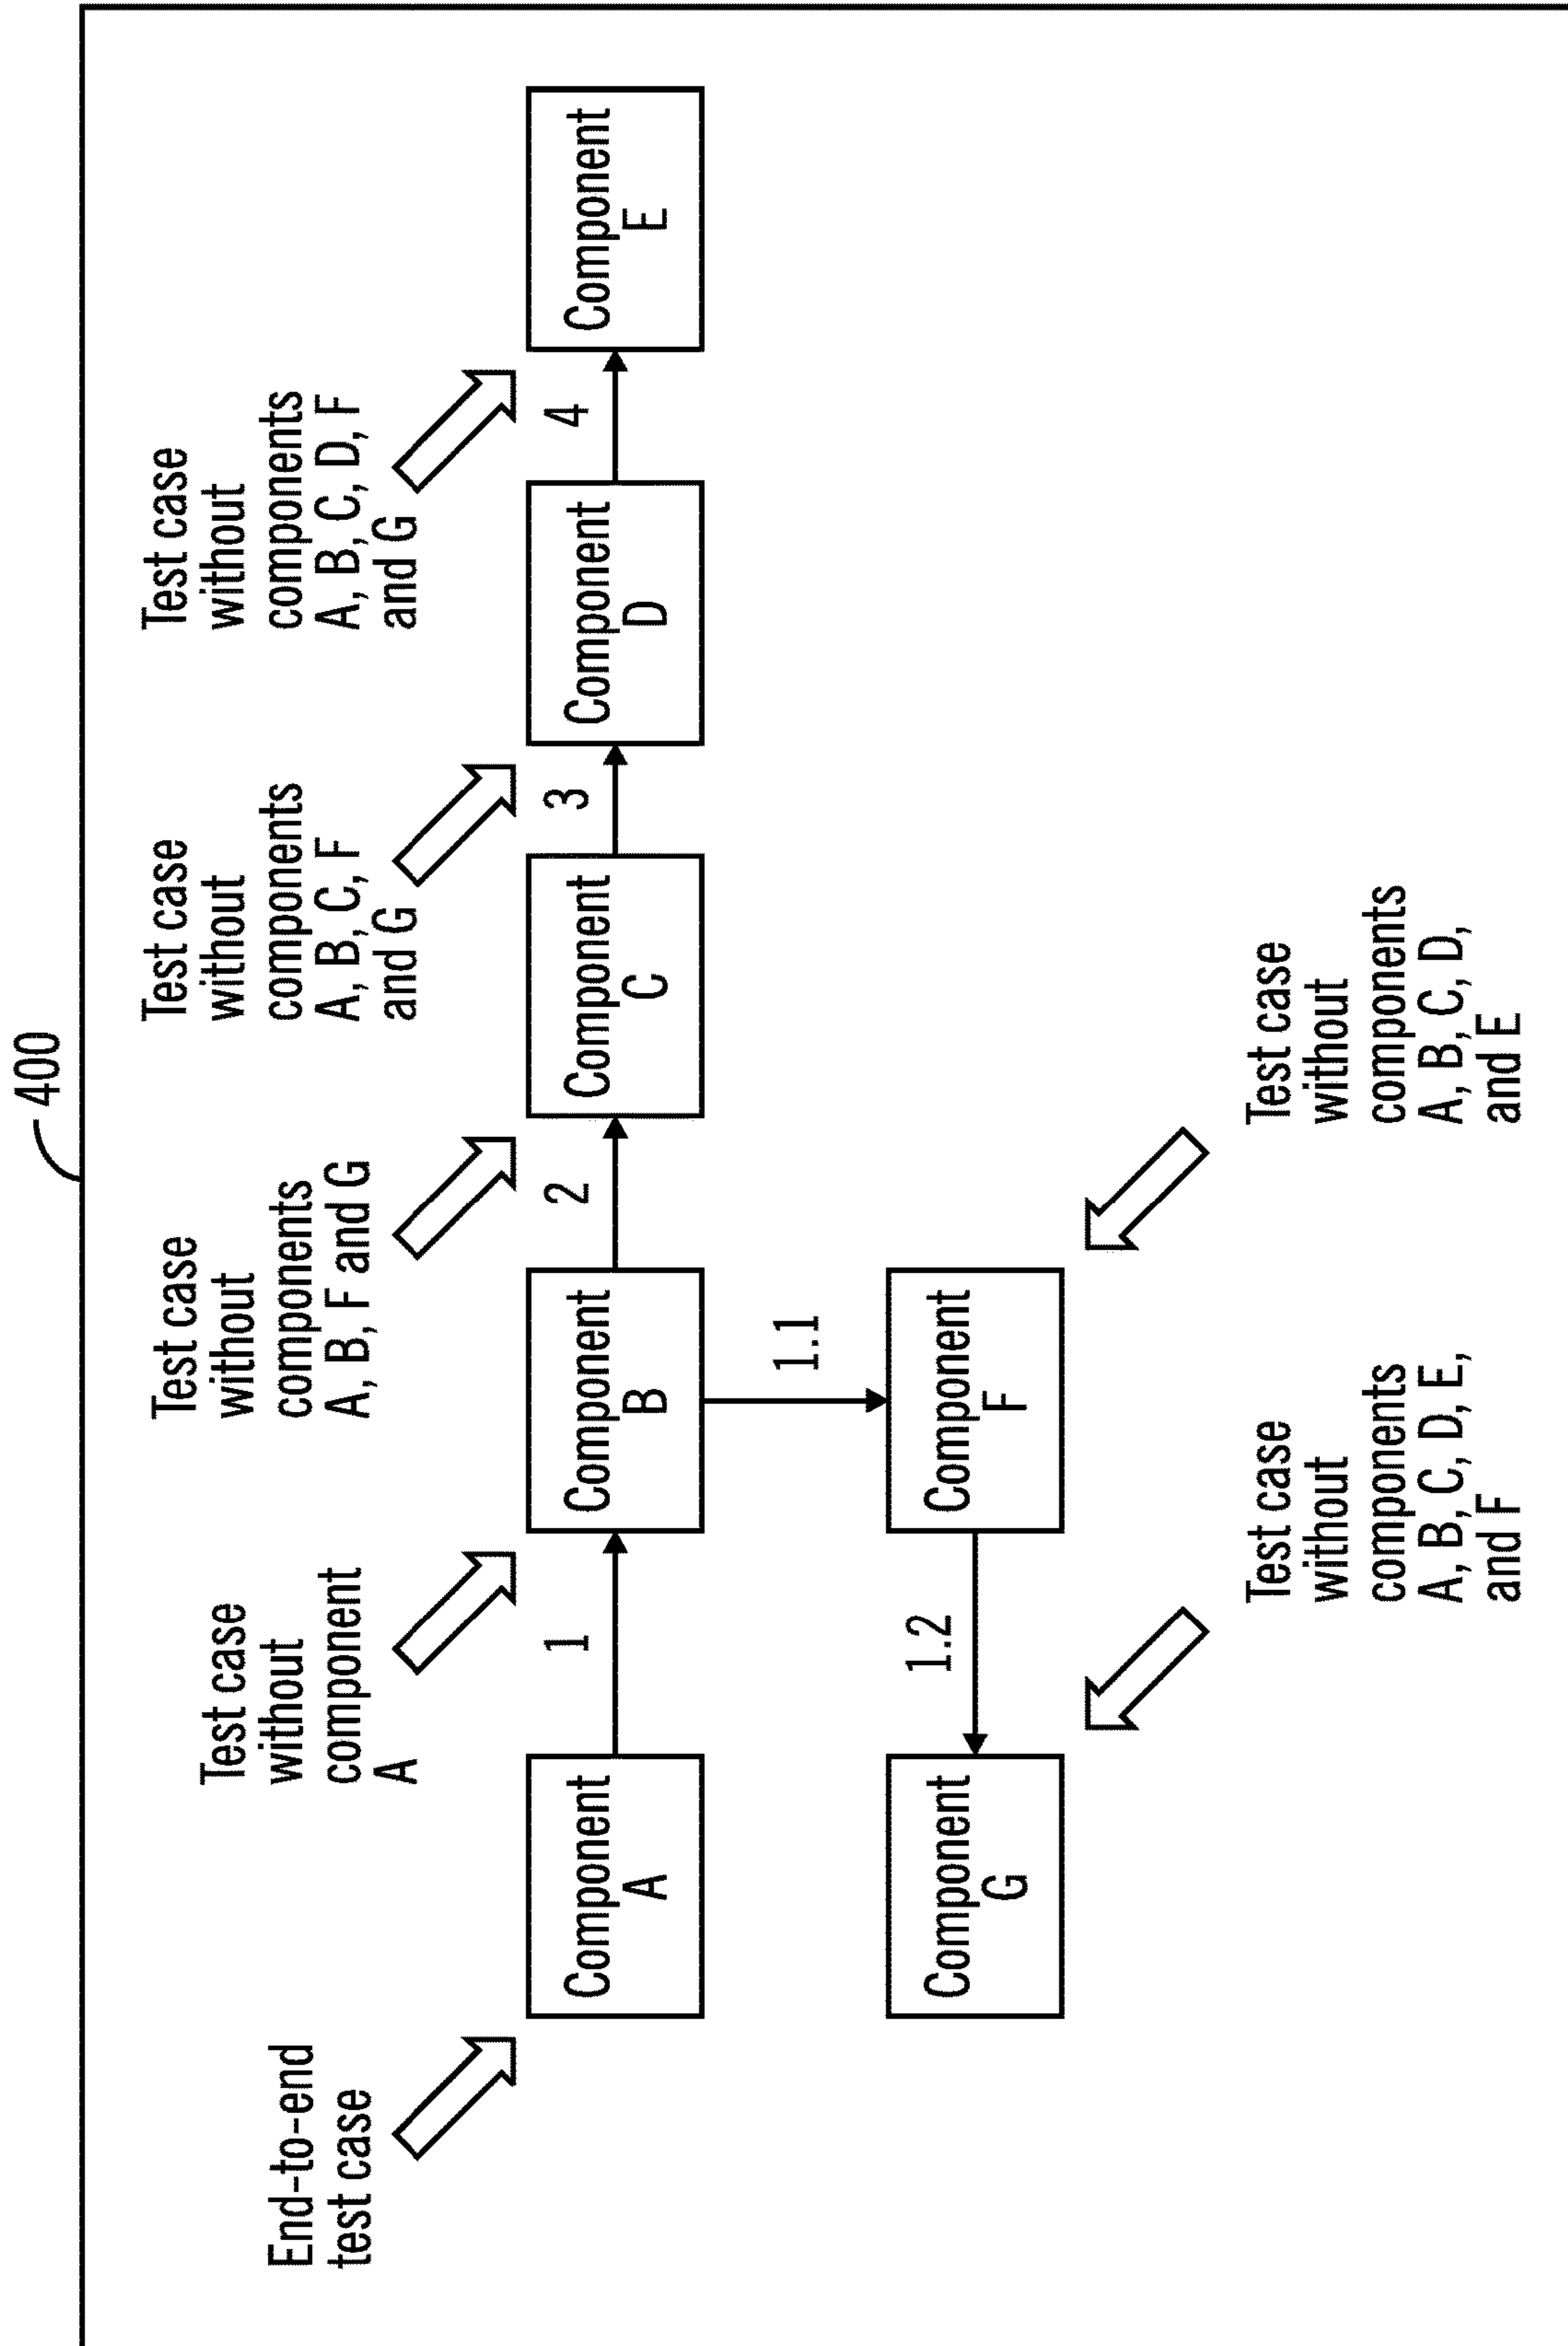 400
End-to-end
test case
Test case
without
component
A
Test case
without
components
A, B, F and G
Test case
without
components
A, B, C, F
and G
Test case
without
components
A, B, C, D, F
and G
Component
A
1
Component
B
2
Component
C
3
Component
D
4
Component
E
1.1
Component
G
1.2
Component
F
Test case
without
components
A, B, C, D, E,
and F
Test case
without
components
A, B, C, D,
and E